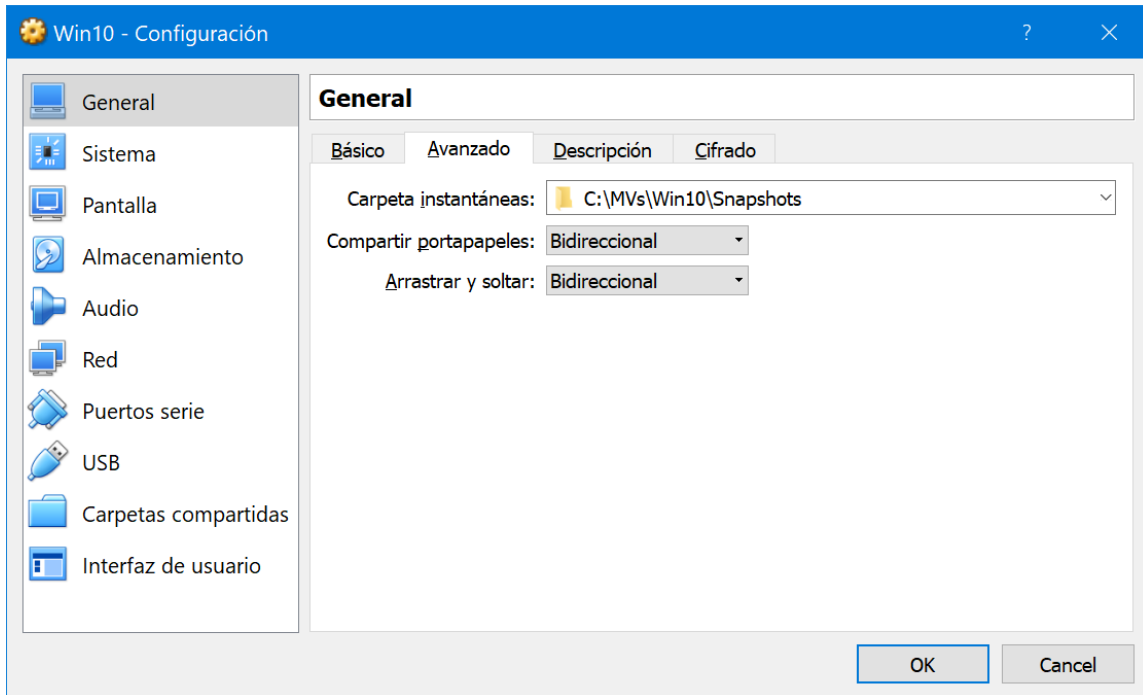 Win10 - Configuración
?
General
Sistema
Pantalla
Almacenamiento
Audio
Red
Puertos serie
USB
Carpetas compartidas
Interfaz de usuario
General
Básico Avanzado Descripción Cifrado
Carpeta instantáneas: C:\MVs\Win10\Snapshots
Compartir portapapeles: Bidireccional
Arrastrar y soltar: Bidireccional
OK Cancel